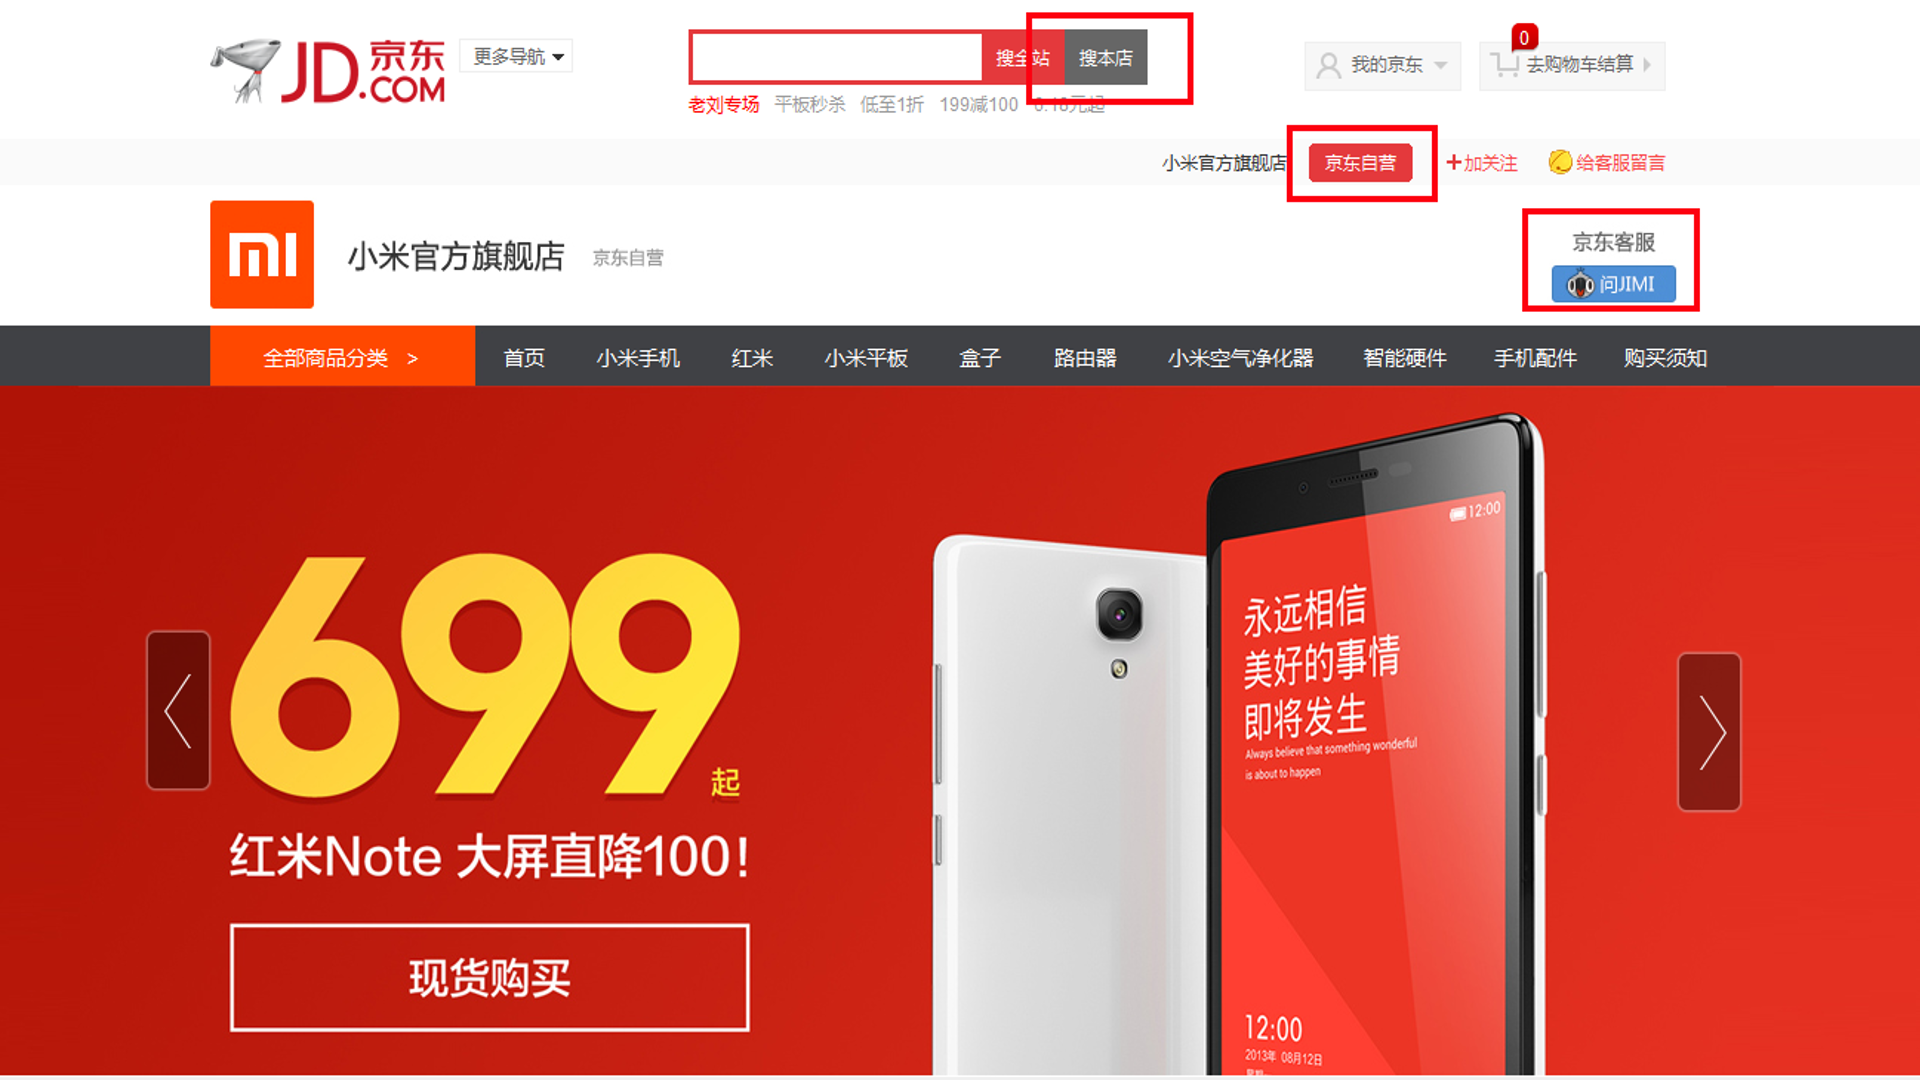 JD京东.COM
更多导航
搜全站
搜本店
0
我的京东
去购物车结算
老刘专场 平板秒杀 低至1折 199减100 6.18元起
小米官方旗舰店
京东自营
+加关注
给客服留言
mi
小米官方旗舰店
京东自营
京东客服
问JIMI
全部商品分类 >
首页 小米手机 红米 小米平板 盒子 路由器 小米空气净化器 智能硬件 手机配件 购买须知
699起
红米Note 大屏直降100!
现货购买
12:00
永远相信
美好的事情
即将发生
Always believe that something wonderful
is about to happen
12:00
2013年 08月12日